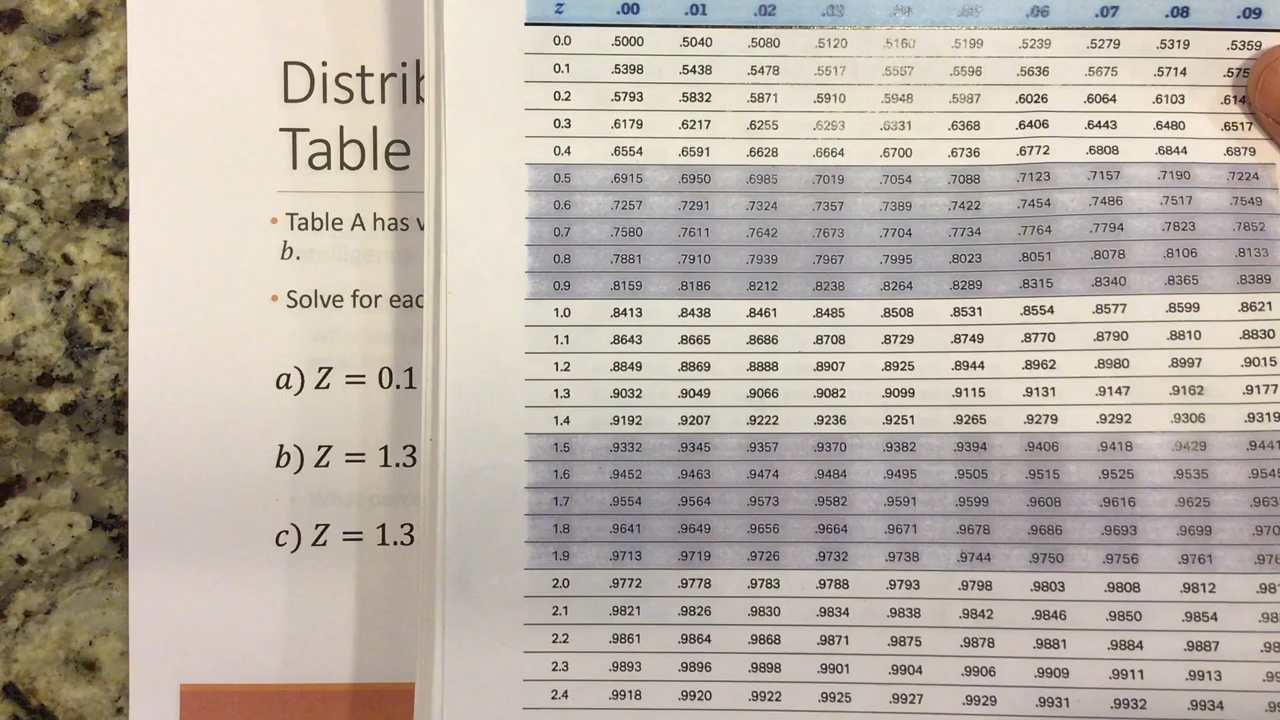 Table
• Table A has
b.
• Solve for
a) Z = 0.1
b) Z = 1.3
c) Z = 1.3
z .00 .01 .02 .03 .04 .05 .06 .07 .08 .09
0.0 .5000 .5040 .5080 .5120 .5160 .5199 .5239 .5279 .5319 .5359
0.1 .5398 .5438 .5478 .5517 .5557 .5596 .5636 .5675 .5714
0.2 .5793 .5832 .5871 .5910 .5948 .5987 .6026 .6064 .6103
0.3 .6179 .6217 .6255 .6293 .6331 .6368 .6406 .6443 .6480 .6517
0.4 .6554 .6591 .6628 .6664 .6700 .6736 .6772 .6808 .6844 .6879
0.5 .6915 .6950 .6985 .7019 .7054 .7088 .7123 .7157 .7190 .7224
0.6 .7257 .7291 .7324 .7357 .7389 .7422 .7454 .7486 .7517 .7549
0.7 .7580 .7611 .7642 .7673 .7704 .7734 .7764 .7794 .7823 .7852
0.8 .7881 .7910 .7939 .7967 .7995 .8023 .8051 .8078 .8106 .8133
0.9 .8159 .8186 .8212 .8238 .8264 .8289 .8315 .8340 .8365 .8389
1.0 .8413 .8438 .8461 .8485 .8508 .8531 .8554 .8577 .8599 .8621
1.1 .8643 .8665 .8686 .8708 .8729 .8749 .8770 .8790 .8810 .8830
1.2 .8849 .8869 .8888 .8907 .8925 .8944 .8962 .8980 .8997 .9015
1.3 .9032 .9049 .9066 .9082 .9099 .9115 .9131 .9147 .9162 .9177
1.4 .9192 .9207 .9222 .9236 .9251 .9265 .9279 .9292 .9306 .9319
1.5 .9332 .9345 .9357 .9370 .9382 .9394 .9406 .9418 .9429 .9441
1.6 .9452 .9463 .9474 .9484 .9495 .9505 .9515 .9525 .9535
1.7 .9554 .9564 .9573 .9582 .9591 .9599 .9608 .9616 .9625
1.8 .9641 .9649 .9656 .9664 .9671 .9678 .9686 .9693 .9699
1.9 .9713 .9719 .9726 .9732 .9738 .9744 .9750 .9756 .9761
2.0 .9772 .9778 .9783 .9788 .9793 .9798 .9803 .9808 .9812
2.1 .9821 .9826 .9830 .9834 .9838 .9842 .9846 .9850 .9854
2.2 .9861 .9864 .9868 .9871 .9875 .9878 .9881 .9884 .9887
2.3 .9893 .9896 .9898 .9901 .9904 .9906 .9909 .9911 .9913
2.4 .9918 .9920 .9922 .9925 .9927 .9929 .9931 .9932 .9934